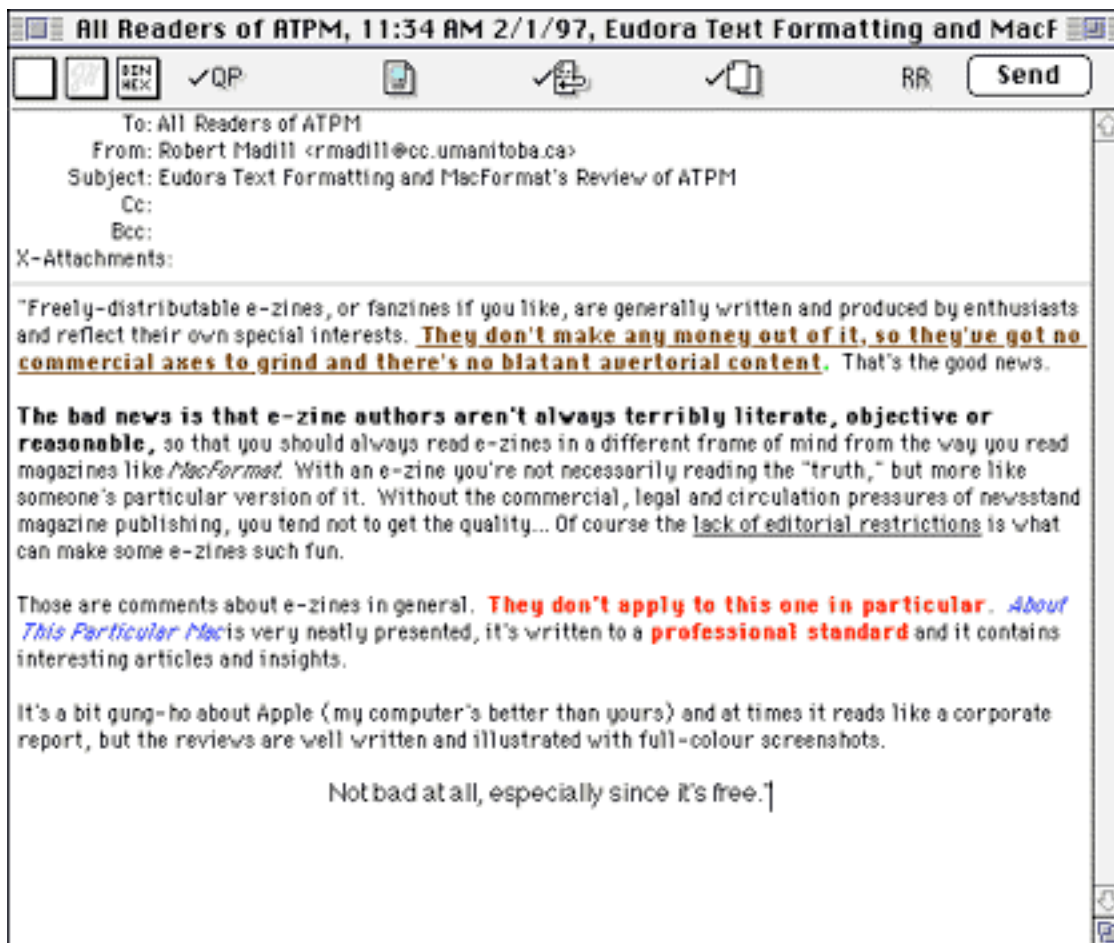 All Readers of ATPM, 11:34 AM 2/1/97, Eudora Text Formatting and MacF
BIN HEX QP RR Send
To: All Readers of ATPM
From: Robert Madill <rmadill@cc.umanitoba.ca>
Subject: Eudora Text Formatting and MacFormat's Review of ATPM
Cc:
Bcc:
X-Attachments:
"Freely-distributable e-zines, or fanzines if you like, are generally written and produced by enthusiasts
and reflect their own special interests. They don't make any money out of it, so they've got no
commercial axes to grind and there's no blatant avertorial content. That's the good news.
The bad news is that e-zine authors aren't always terribly literate, objective or
reasonable, so that you should always read e-zines in a different frame of mind from the way you read
magazines like MacFormat. With an e-zine you're not necessarily reading the "truth," but more like
someone's particular version of it. Without the commercial, legal and circulation pressures of newsstand
magazine publishing, you tend not to get the quality... Of course the lack of editorial restrictions is what
can make some e-zines such fun.
Those are comments about e-zines in general. They don't apply to this one in particular. About
This Particular Mac is very neatly presented, it's written to a professional standard and it contains
interesting articles and insights.
It's a bit gung-ho about Apple (my computer's better than yours) and at times it reads like a corporate
report, but the reviews are well written and illustrated with full-colour screenshots.
Not bad at all, especially since it's free."